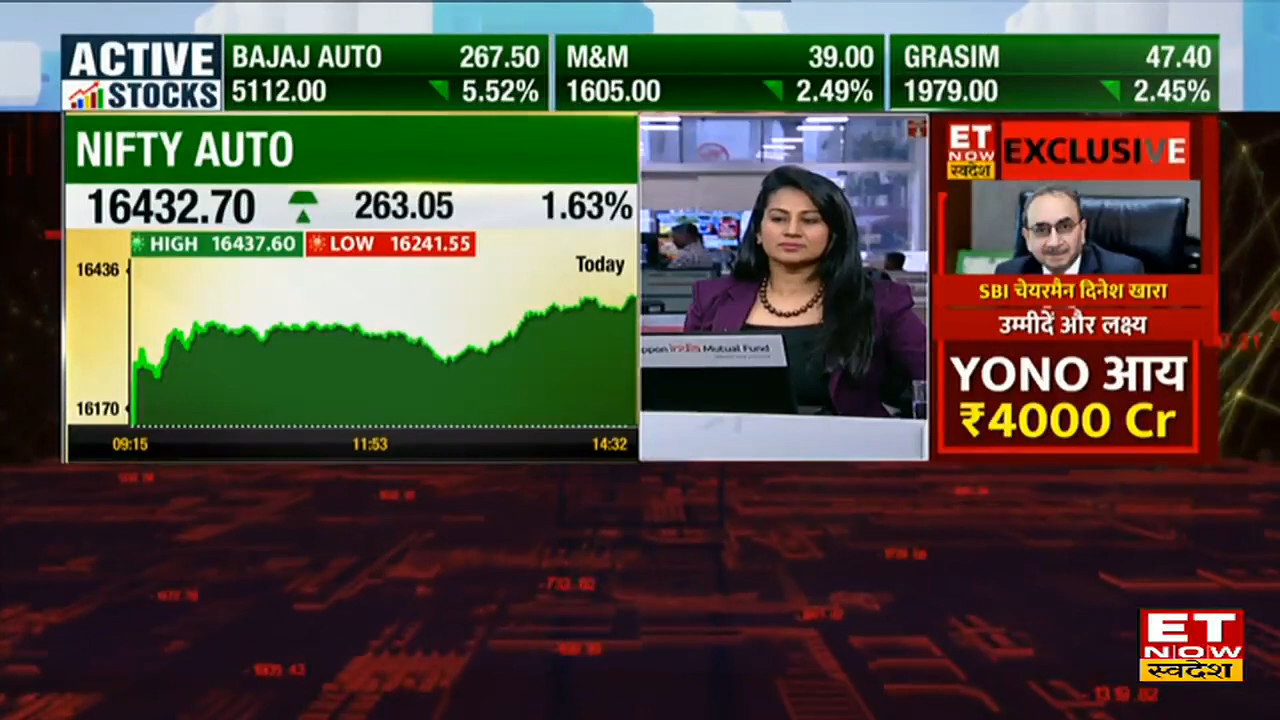 ACTIVE STOCKS
BAJAJ AUTO 267.50
5112.00 5.52%
M&M 39.00
1605.00 2.49%
GRASIM 47.40
1979.00 2.45%
NIFTY AUTO
16432.70 263.05 1.63%
HIGH 16437.60 LOW 16241.55
Today
16436
16170
09:15 11:53 14:32
India Mutual Fund
ET NOW स्वदेश
EXCLUSIVE
SBI चेयरमैन दिनेश खारा
उम्मीदें और लक्ष्य
YONO आय
₹4000 Cr
ET NOW स्वदेश